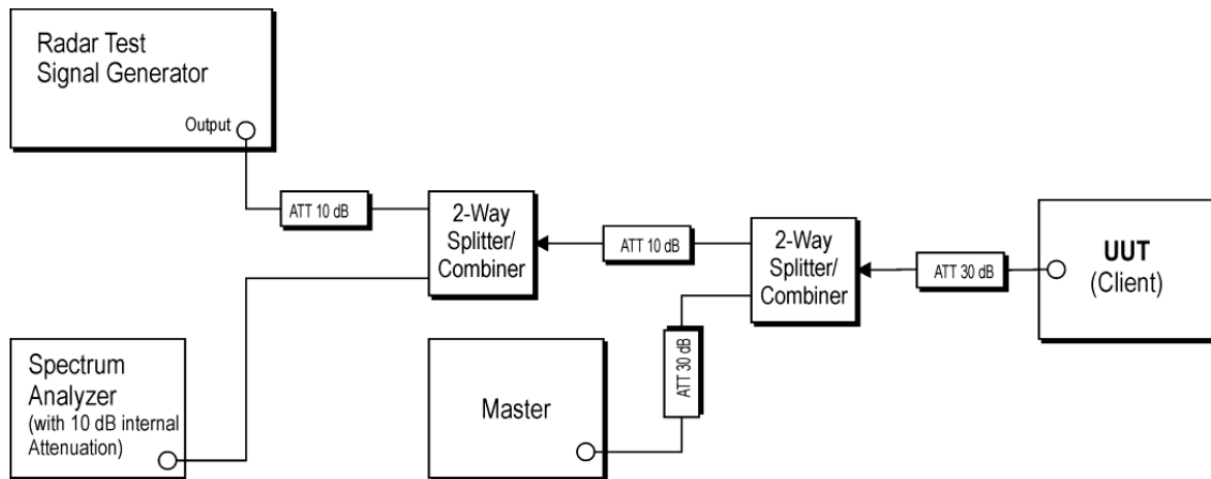 Radar Test
Signal Generator
Output
ATT 10 dB
2-Way
Splitter/
Combiner
ATT 10 dB
2-Way
Splitter/
Combiner
ATT 30 dB
UUT
(Client)
Spectrum
Analyzer
(with 10 dB internal
Attenuation)
Master
ATT 30 dB